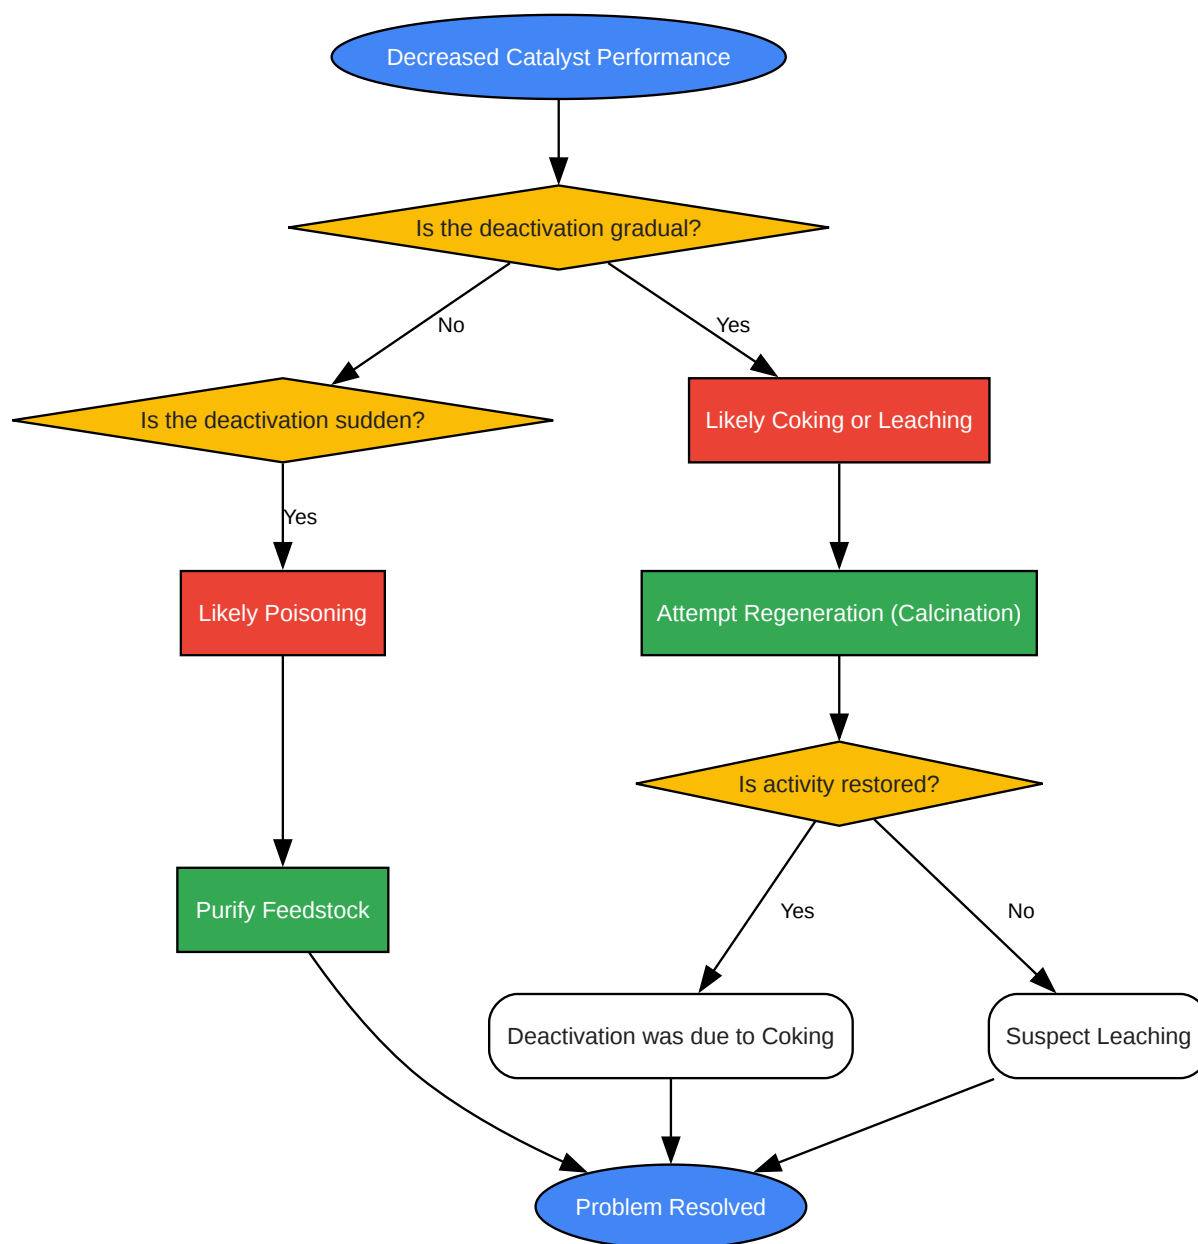 Decreased Catalyst Performance
Is the deactivation gradual?
No
Yes
Is the deactivation sudden?
Likely Coking or Leaching
Yes
Likely Poisoning
Attempt Regeneration (Calcination)
Is activity restored?
Purify Feedstock
Yes
No
Deactivation was due to Coking
Suspect Leaching
Problem Resolved